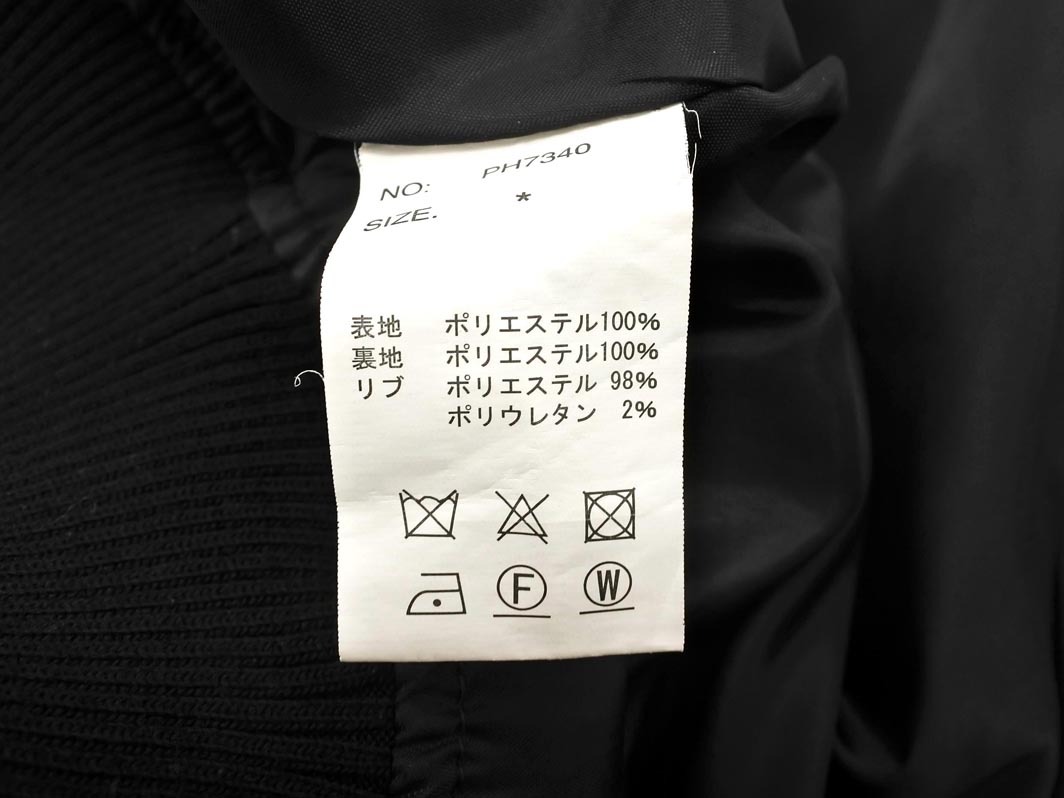 NO: PH7340
SIZE. *
表地 ポリエステル100%
裏地 ポリエステル100%
リブ ポリエステル 98%
ポリウレタン 2%
F W